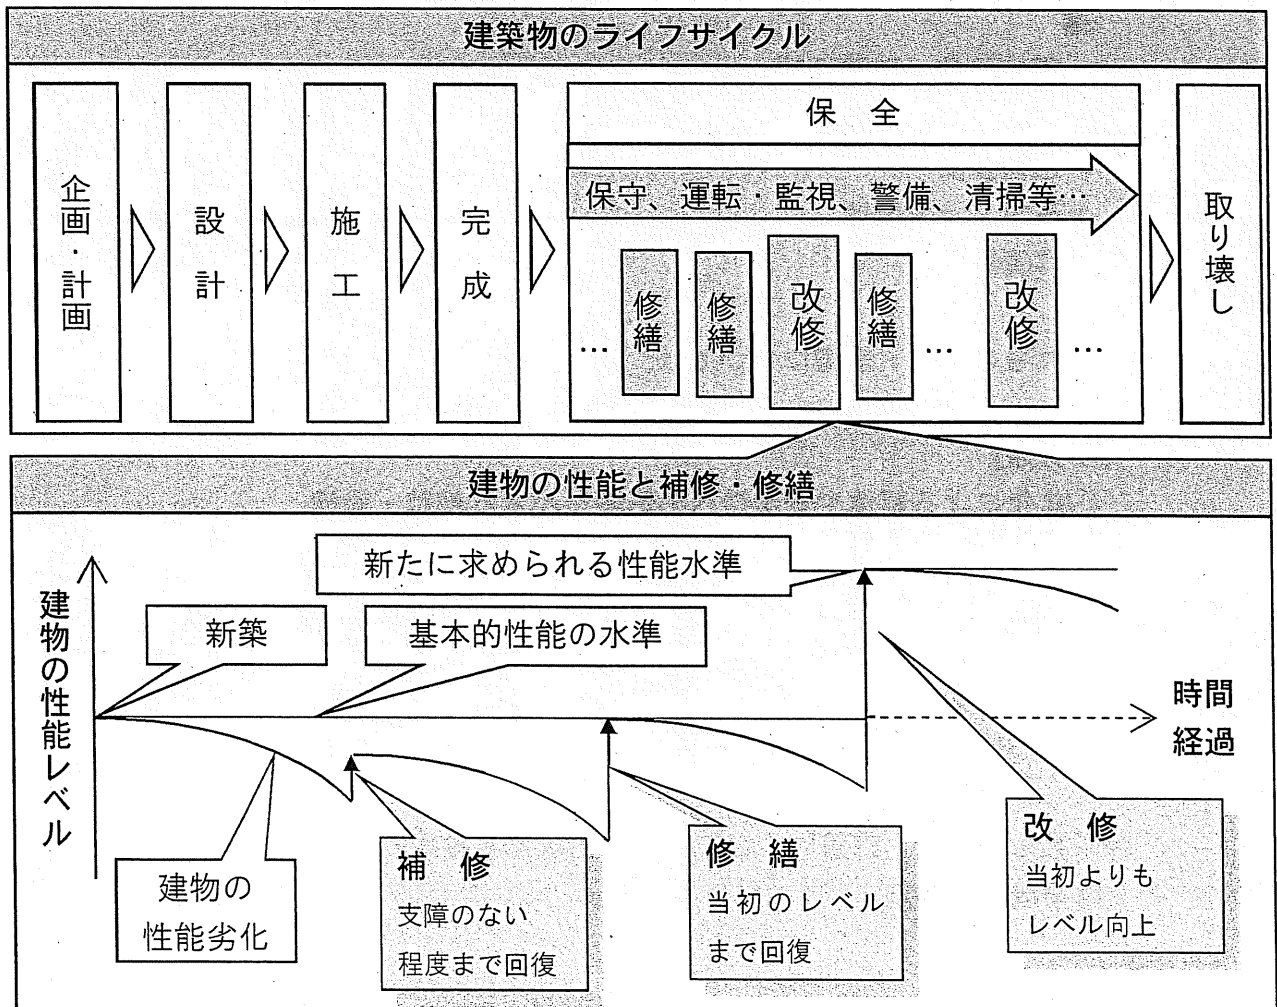 建築物のライフサイクル
企画・計画
設計
施工
完成
保全
保守、運転・監視、警備、清掃等…
…
修繕
修繕
改修
修繕
…
改修
…
取り壊し
建物の性能と補修・修繕
建物の性能レベル
新たに求められる性能水準
新築
基本的性能の水準
時間
経過
建物の
性能劣化
補修
支障のない
程度まで回復
修繕
当初のレベル
まで回復
改修
当初よりも
レベル向上